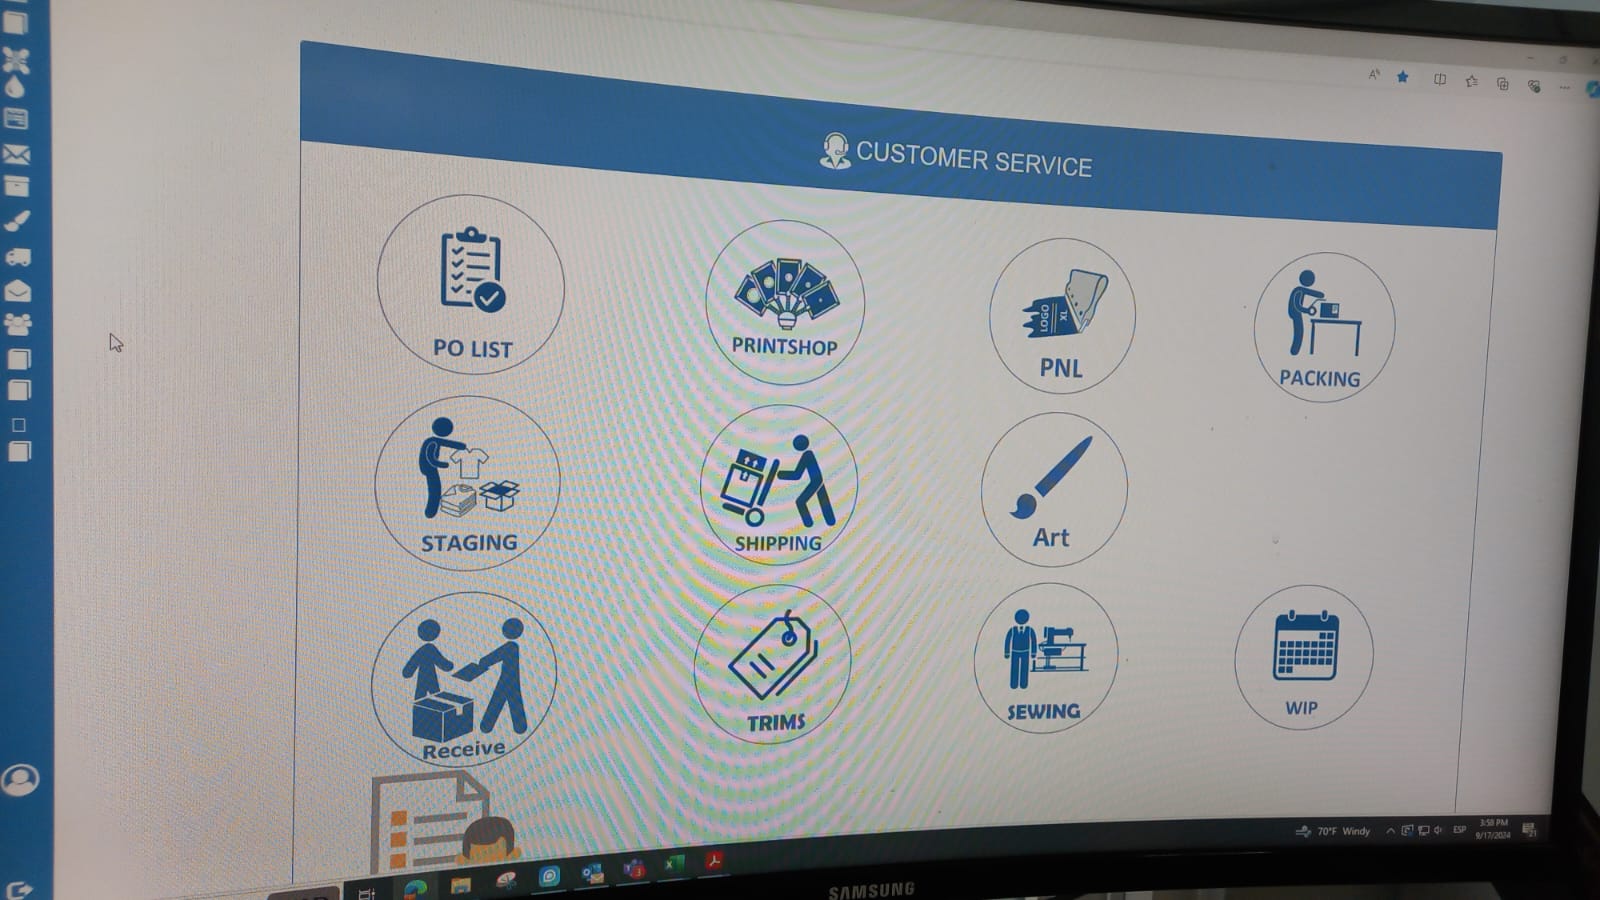 CUSTOMER SERVICE
PO LIST
PRINTSHOP
LOGO
XL
PNL
PACKING
STAGING
SHIPPING
Art
Receive
TRIMS
SEWING
WIP
70°F Windy
ESP
3:58 PM
9/17/2024
SAMSUNG